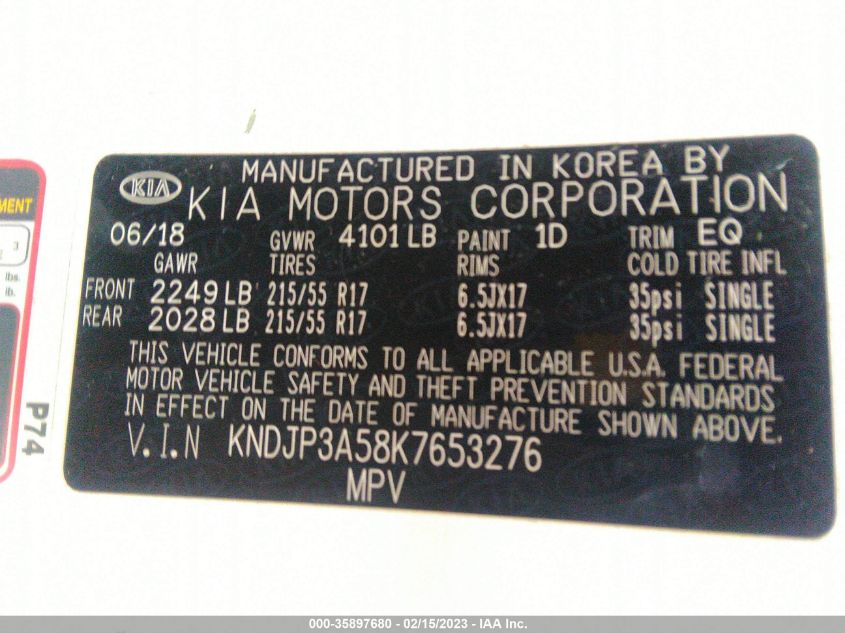 MANUFACTURED IN KOREA BY
KIA KIA MOTORS CORPORATION
06/18 GVWR 4101 LB PAINT 1D TRIM EQ
GAWR TIRES RIMS COLD TIRE INFL
FRONT 2249 LB 215/55 R17 6.5JX17 35psi SINGLE
REAR 2028 LB 215/55 R17 6.5JX17 35psi SINGLE
THIS VEHICLE CONFORMS TO ALL APPLICABLE U.S.A. FEDERAL
MOTOR VEHICLE SAFETY AND THEFT PREVENTION STANDARDS
IN EFFECT ON THE DATE OF MANUFACTURE SHOWN ABOVE.
V.I.N KNDJP3A58K7653276
MPV
MENT
3
lbs.
lb.
P74
000-35897680 - 02/15/2023 - IAA Inc.